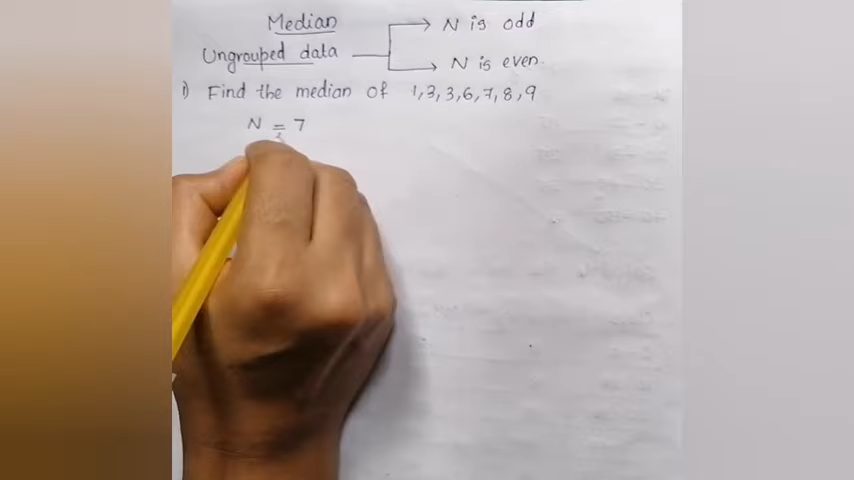 Median
N is odd
Ungrouped data
N is even.
1) Find the median of 1,3,3,6,7,8,9
N = 7